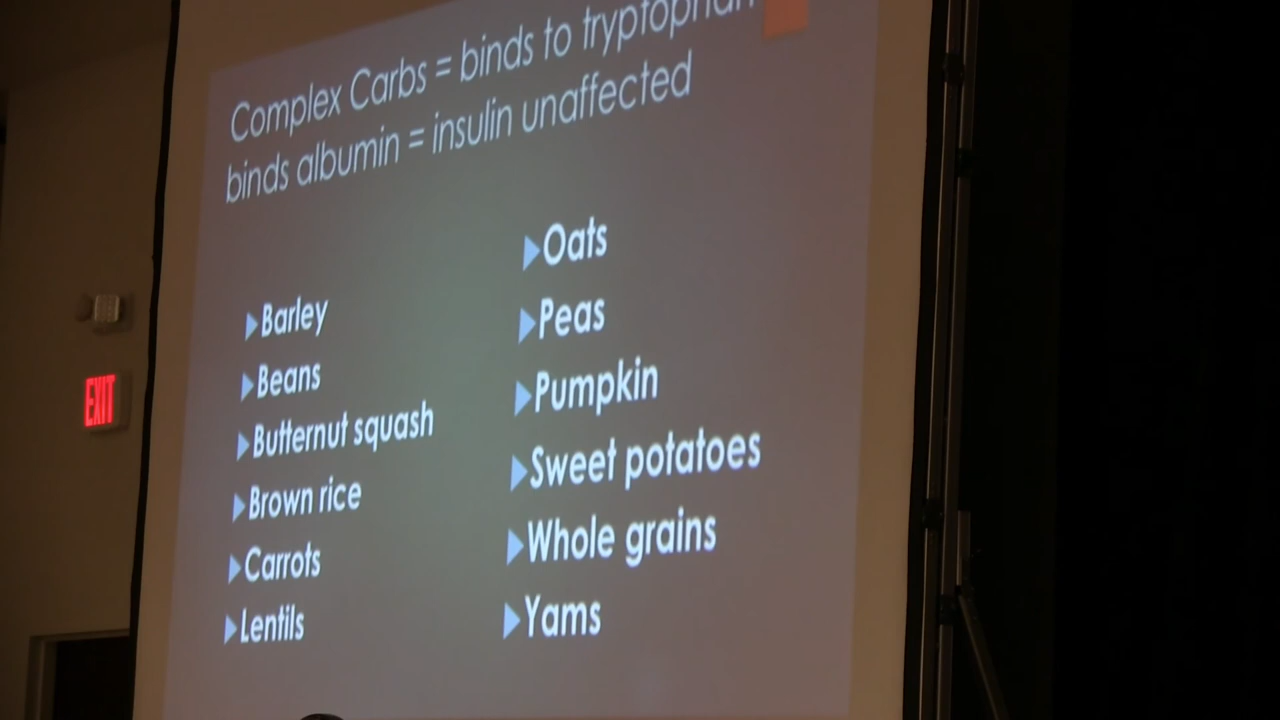 Complex Carbs = binds to tryptophan
binds albumin = insulin unaffected
Barley
Beans
Butternut squash
Brown rice
Carrots
Lentils
Oats
Peas
Pumpkin
Sweet potatoes
Whole grains
Yams
EXIT